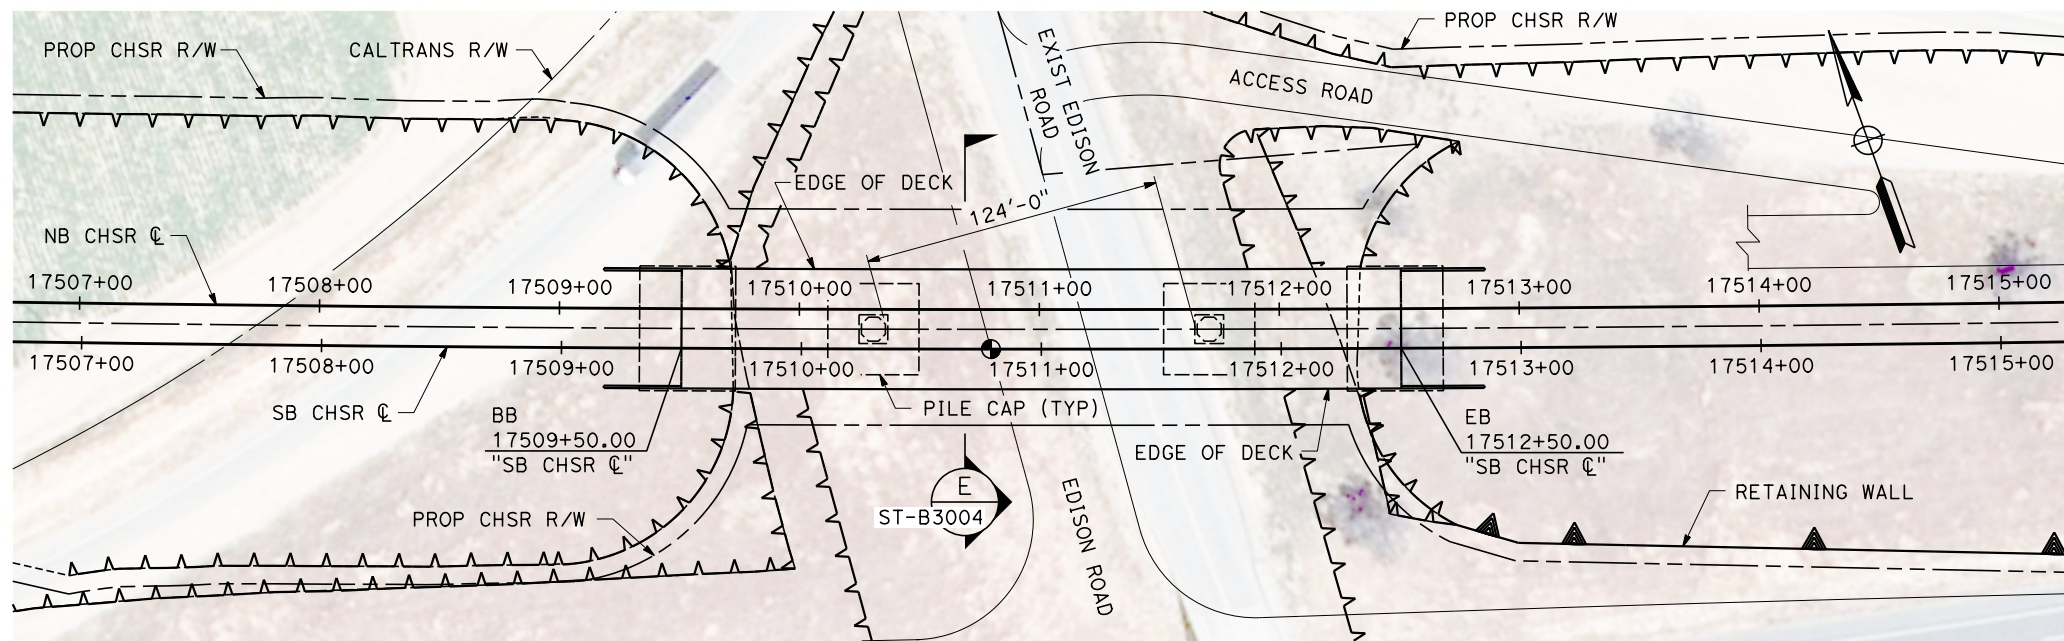 PROP CHSR R/W
CALTRANS R/W
EXIST EDISON
ROAD
PROP CHSR R/W
ACCESS ROAD
EDGE OF DECK
124'-0"
NB CHSR ℄
17507+00
17508+00
17509+00
17510+00
17511+00
17512+00
17513+00
17514+00
17515+00
17507+00
17508+00
17509+00
17510+00
17511+00
17512+00
17513+00
17514+00
17515+00
SB CHSR ℄
BB
17509+50.00
"SB CHSR ℄"
PILE CAP (TYP)
EDGE OF DECK
EB
17512+50.00
"SB CHSR ℄"
E
ST-B3004
PROP CHSR R/W
EDISON ROAD
RETAINING WALL